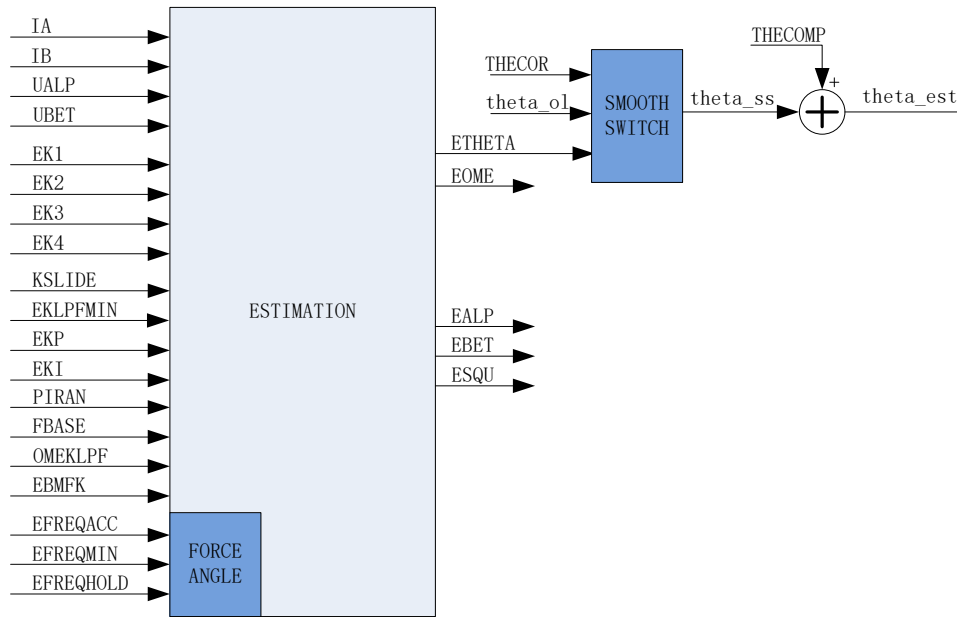 IA
IB
UALP
UBET
EK1
EK2
EK3
EK4
KSLIDE
EKLPFMIN
EKP
EKI
PIRAN
FBASE
OMEKLPF
EBMFK
EFREQACC
EFREQMIN
EFREQHOLD
FORCE
ANGLE
ESTIMATION
ETHETA
EOME
EALP
EBET
ESQU
THECOR
theta_ol
SMOOTH
SWITCH
theta_ss
THECOMP
+
theta_est